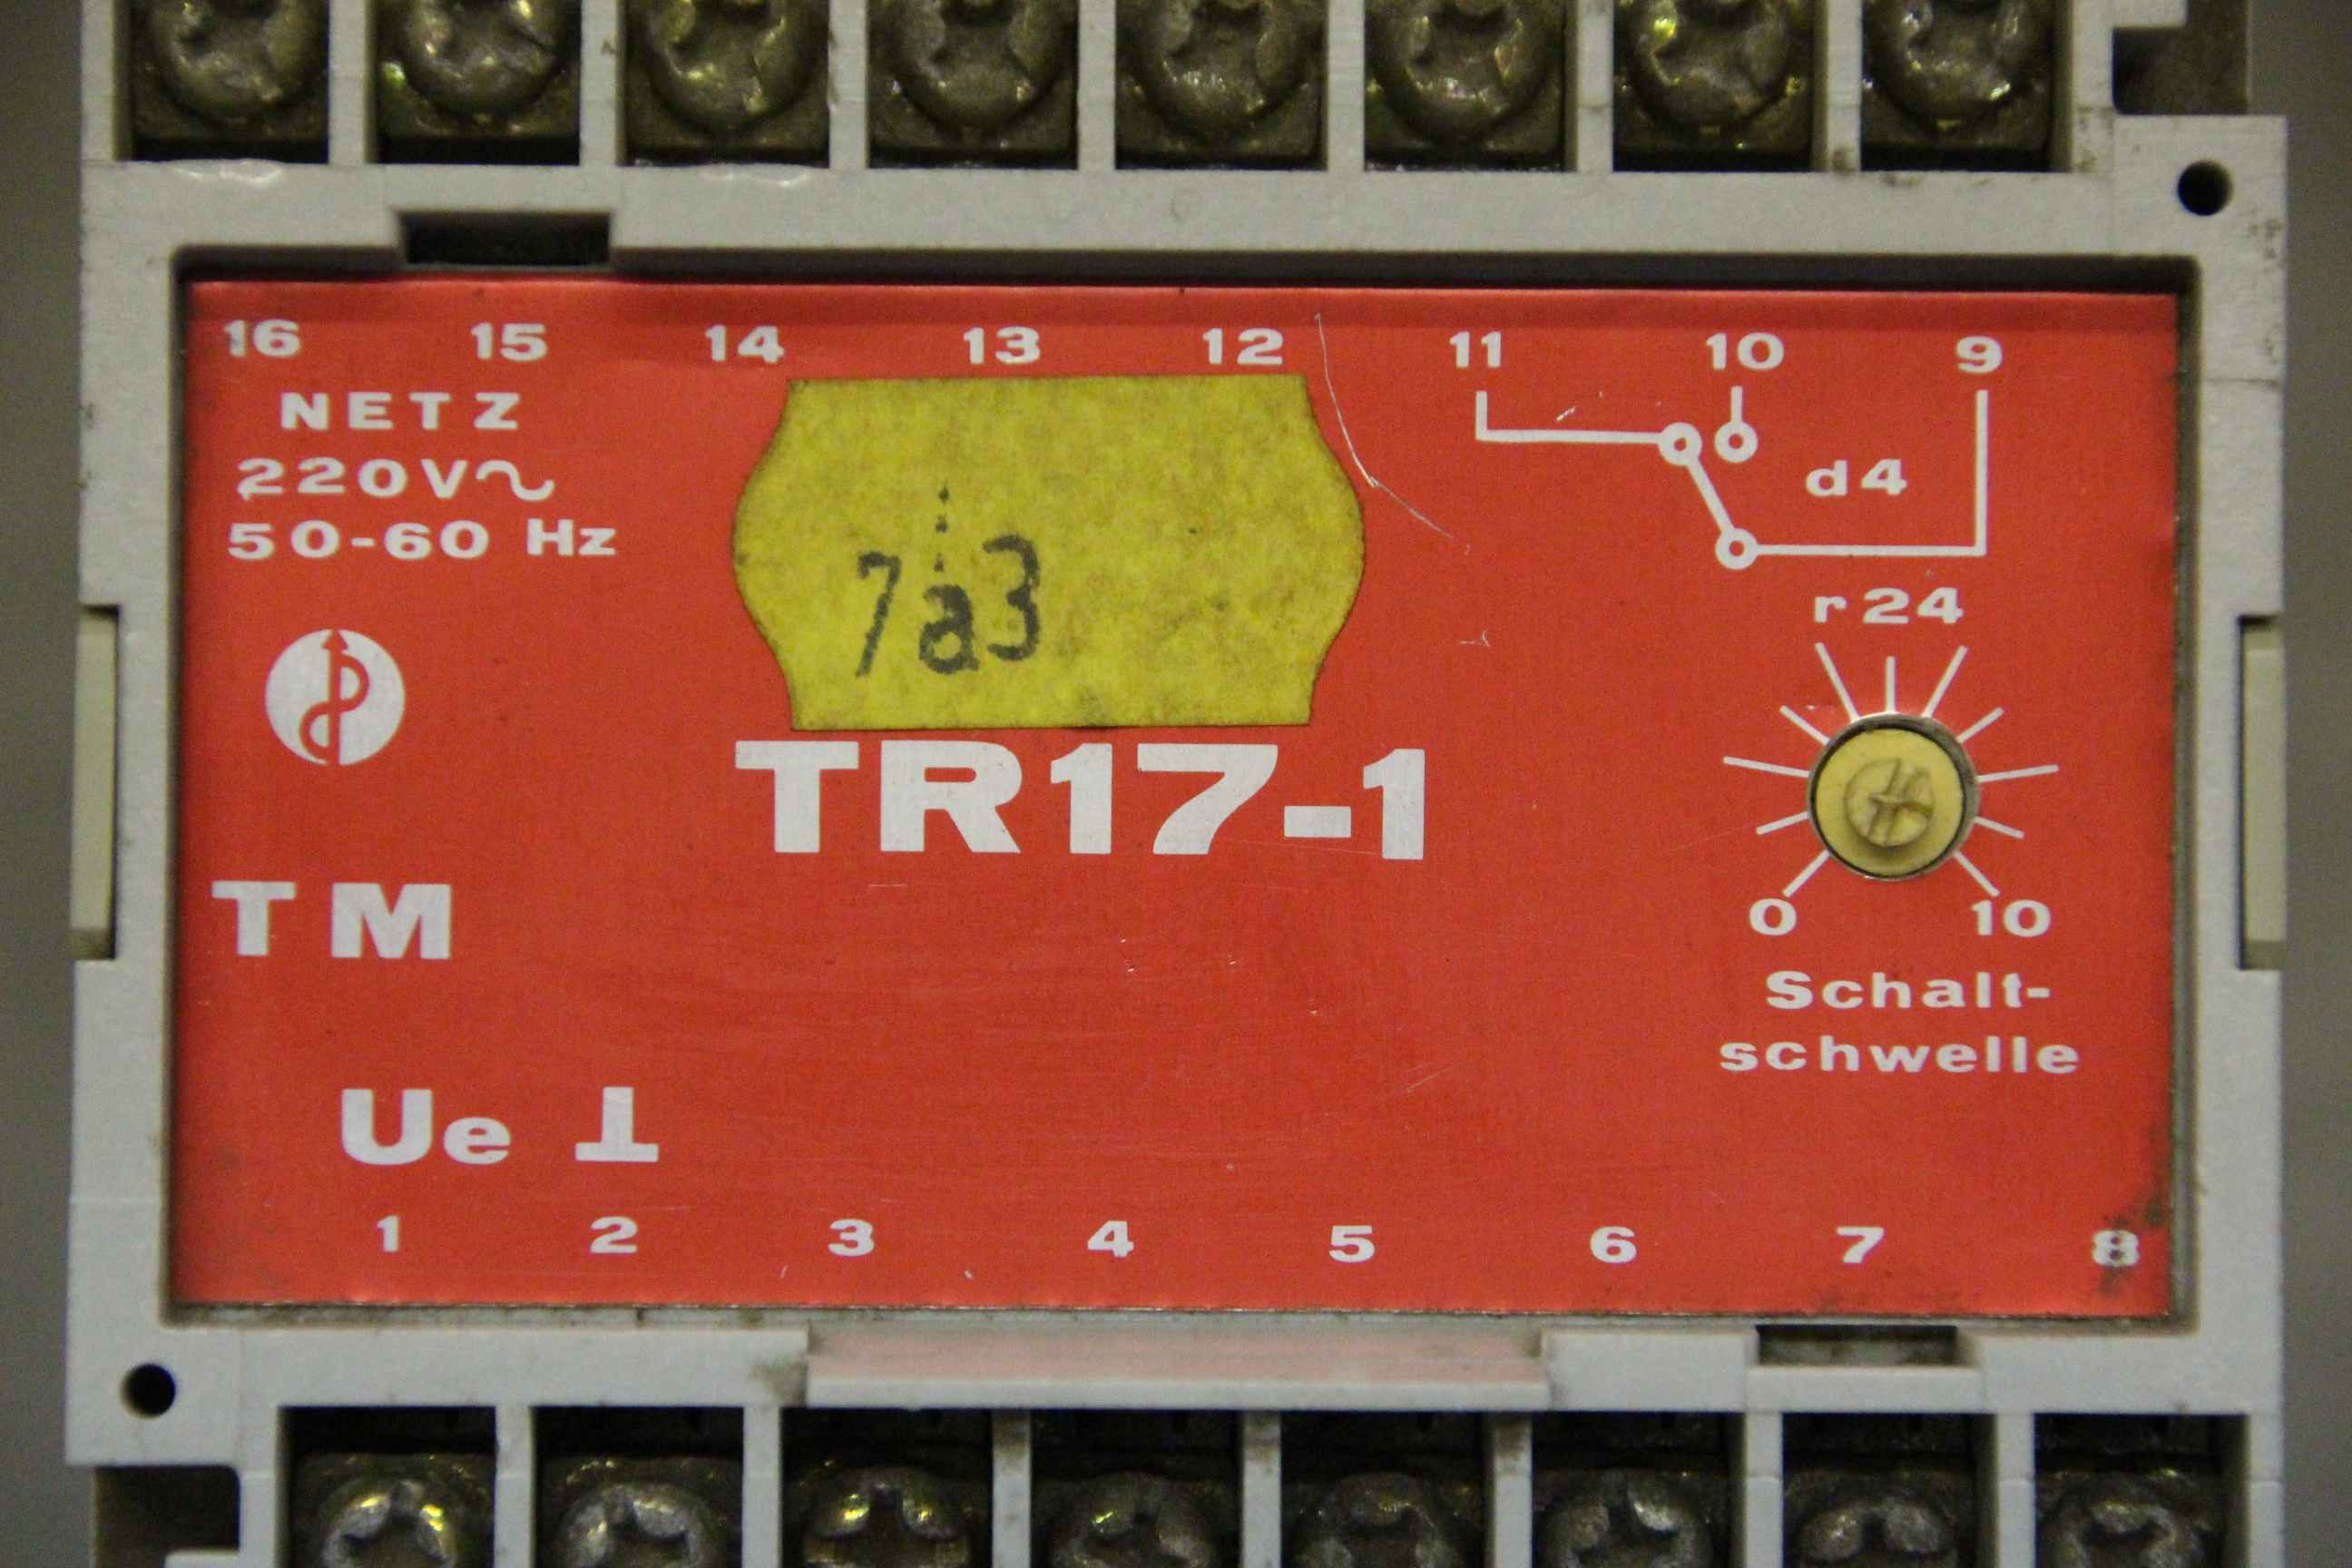 16 15 14 13 12 11 10 9
NETZ
220V~
50-60 Hz
d4
7a3
r24
TR17-1
TM
0 10
Schalt-
schwelle
Ue ⊥
1 2 3 4 5 6 7 8